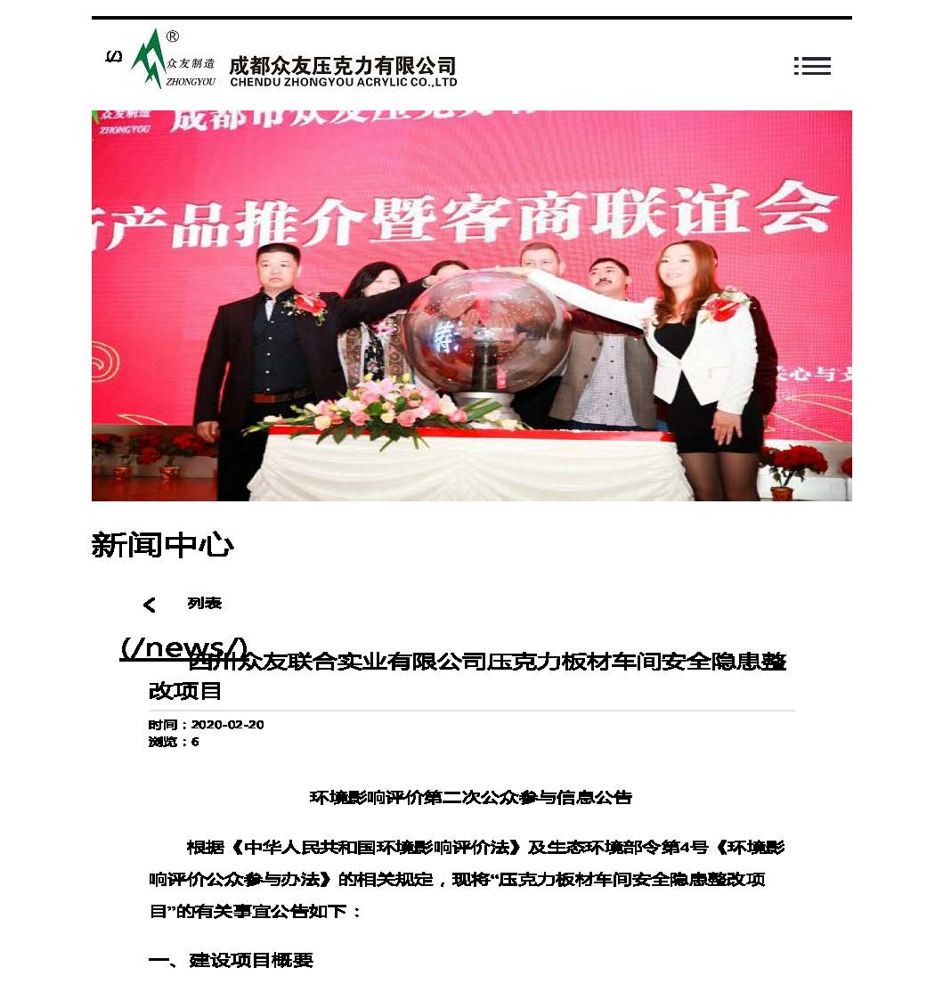 ®
众友制造
ZHONGYOU
成都众友压克力有限公司
CHENDU ZHONGYOU ACRYLIC CO.,LTD
众友制造
ZHONGYOU
成都市众友压克力有
新产品推介暨客商联谊会
关心与支
新闻中心
列表
(/news/)
四川众友联合实业有限公司压克力板材车间安全隐患整
改项目
时间：2020-02-20
浏览：6
环境影响评价第二次公众参与信息公告
根据《中华人民共和国环境影响评价法》及生态环境部令第4号《环境影
响评价公众参与办法》的相关规定，现将“压克力板材车间安全隐患整改项
目”的有关事宜公告如下：
一、建设项目概要